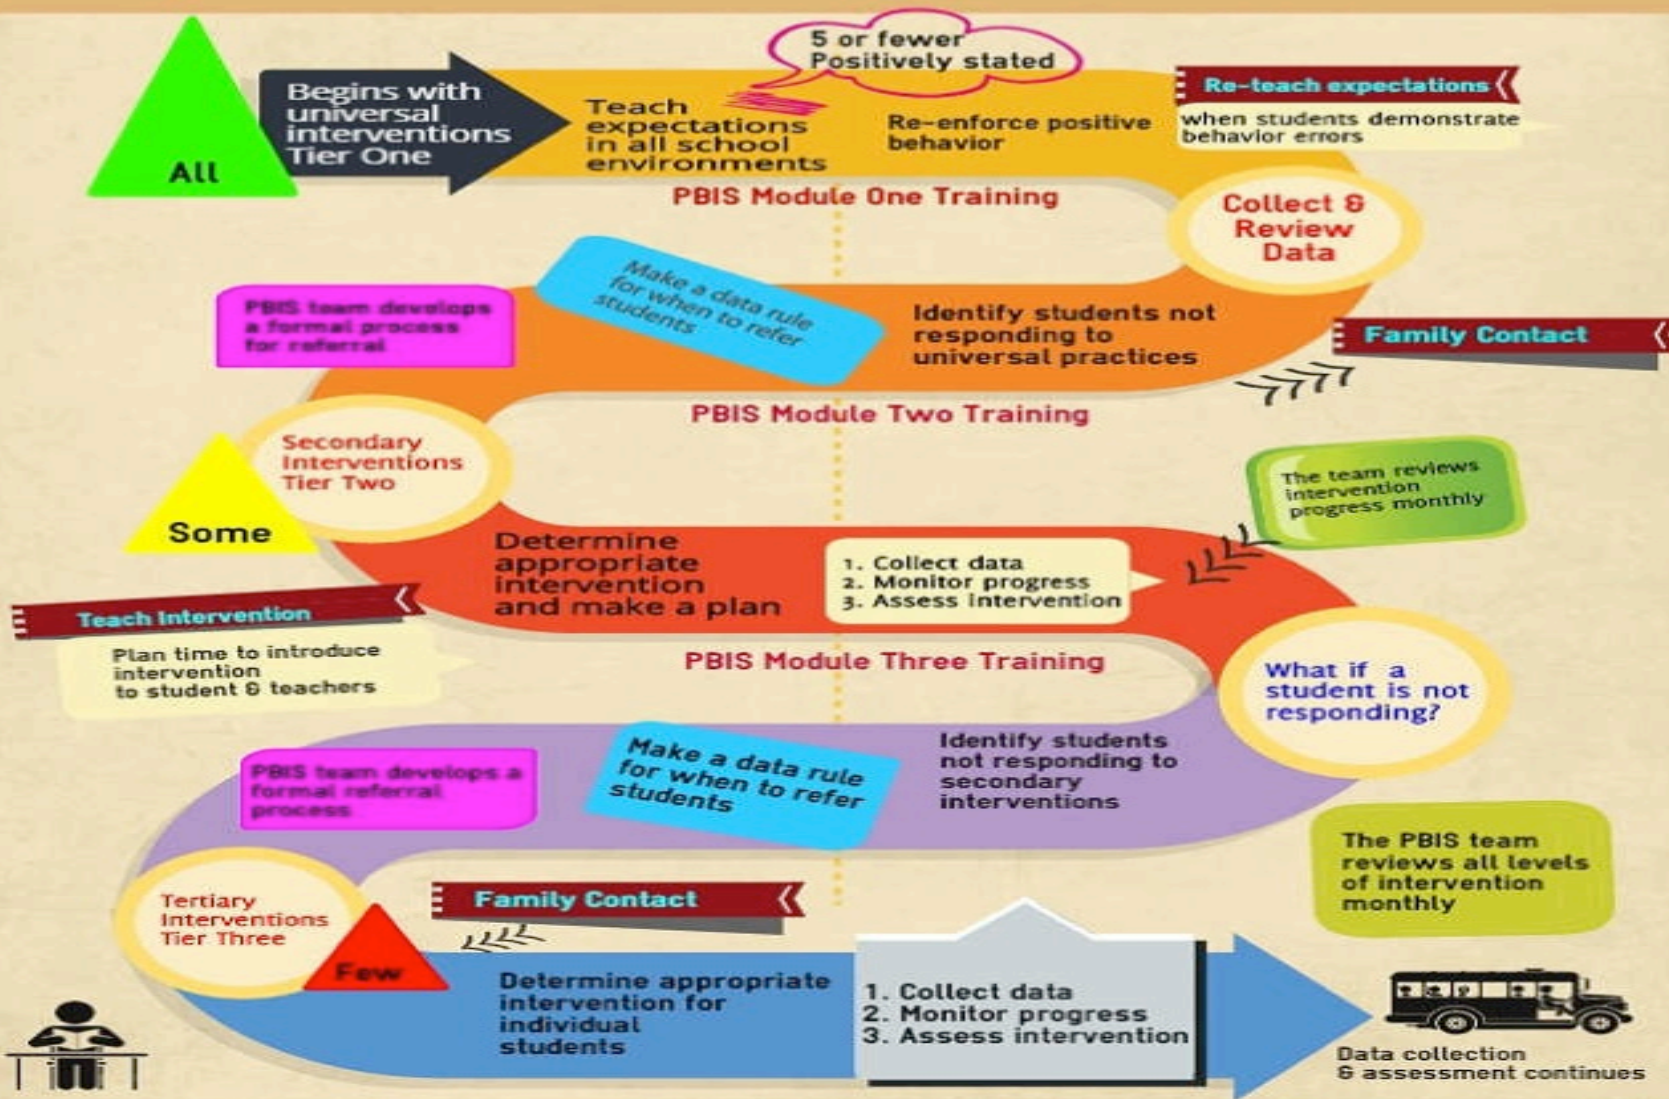 All
Begins with
universal
interventions
Tier One
5 or fewer
Positively stated
Teach
expectations
in all school
environments
Re-enforce positive
behavior
Re-teach expectations
when students demonstrate
behavior errors
PBIS Module One Training
Collect &
Review
Data
Identify students not
responding to
universal practices
Family Contact
Make a data rule
for when to refer
students
PBIS team develops
a formal process
for referral
PBIS Module Two Training
Secondary
Interventions
Tier Two
Some
Teach Intervention
Plan time to introduce
intervention
to student & teachers
Determine
appropriate
intervention
and make a plan
1. Collect data
2. Monitor progress
3. Assess intervention
The team reviews
intervention
progress monthly
PBIS Module Three Training
What if a
student is not
responding?
Identify students
not responding to
secondary
interventions
Make a data rule
for when to refer
students
PBIS team develops a
formal referral
process
Tertiary
Interventions
Tier Three
Few
Family Contact
Determine appropriate
intervention for
individual
students
1. Collect data
2. Monitor progress
3. Assess intervention
The PBIS team
reviews all levels
of intervention
monthly
Data collection
& assessment continues